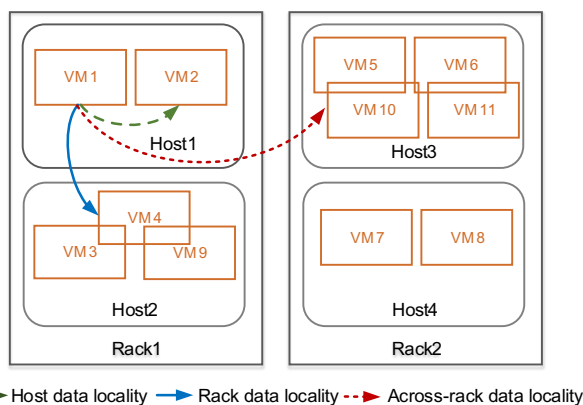 VM1 VM2
Host1
VM5 VM6
VM10 VM11
Host3
VM4
VM3 VM9
Host2
VM7 VM8
Host4
Rack1 Rack2
Host data locality Rack data locality Across-rack data locality